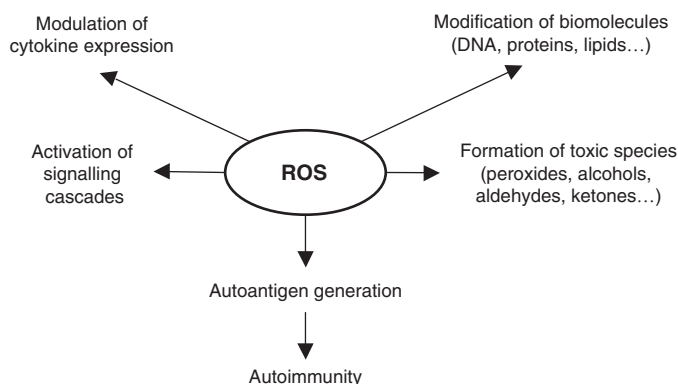 Modulation of
cytokine expression
Modification of biomolecules
(DNA, proteins, lipids…)
Activation of
signalling
cascades
ROS
Formation of toxic species
(peroxides, alcohols,
aldehydes, ketones…)
Autoantigen generation
Autoimmunity